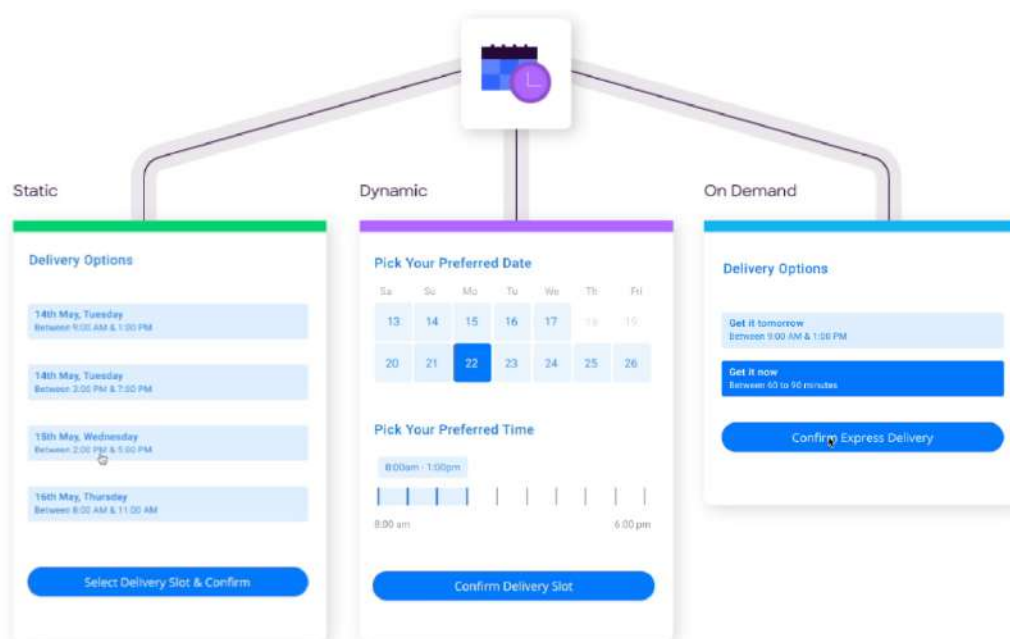 Static
Delivery Options
14th May, Tuesday
Between 9:00 AM & 1:00 PM
14th May, Tuesday
Between 3:00 PM & 7:00 PM
15th May, Wednesday
Between 2:00 PM & 5:00 PM
16th May, Thursday
Between 8:00 AM & 11:00 AM
Select Delivery Slot & Confirm
Dynamic
Pick Your Preferred Date
Sa Su Mo Tu We Th Fri
13 14 15 16 17 18 19
20 21 22 23 24 25 26
Pick Your Preferred Time
8:00am - 1:00pm
8:00 am 6:00 pm
Confirm Delivery Slot
On Demand
Delivery Options
Get it tomorrow
Between 9:00 AM & 1:00 PM
Get it now
Between 60 to 90 minutes
Confirm Express Delivery